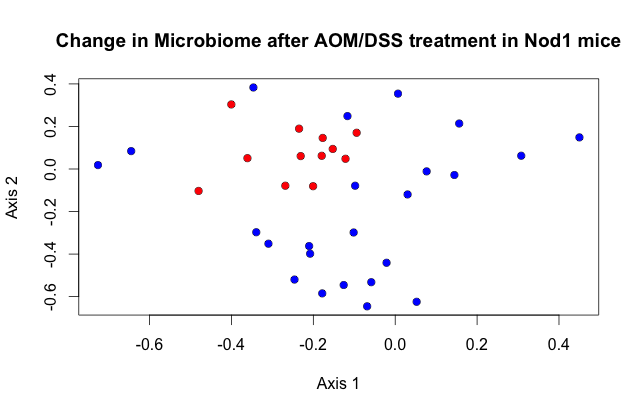 Change in Microbiome after AOM/DSS treatment in Nod1 mice
0.4
0.2
0.0
-0.2
-0.4
-0.6
Axis 2
-0.6 -0.4 -0.2 0.0 0.2 0.4
Axis 1